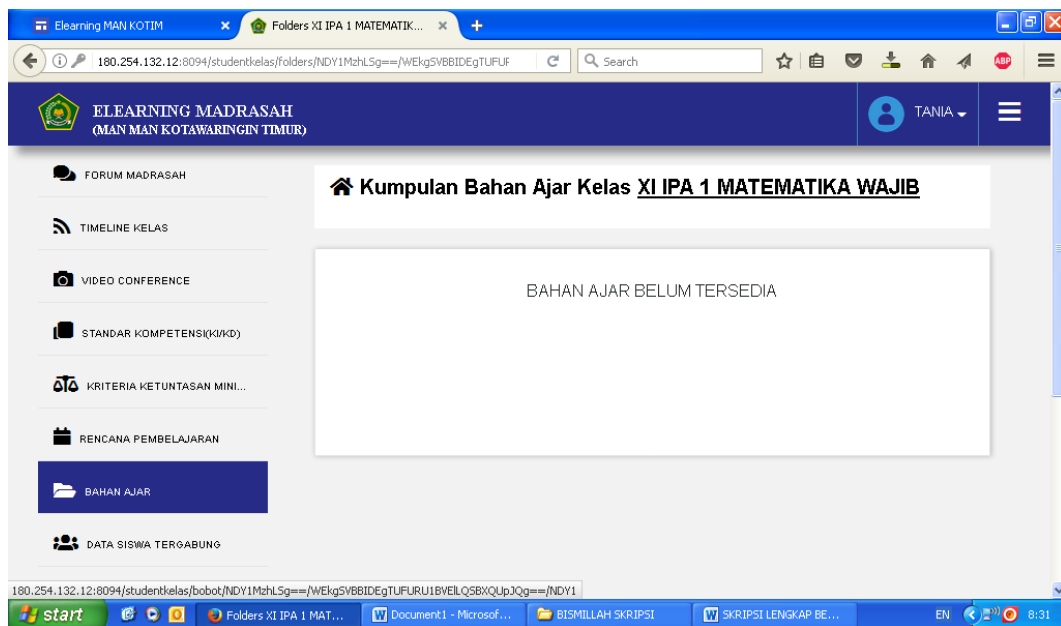 Elearning MAN KOTIM
Folders XI IPA 1 MATEMATIK...
180.254.132.12:8094/studentkelas/folders/NDY1MzhLSg==/WEkgSVBBIDEgTUFUF
Search
ABP
ELEARNING MADRASAH
(MAN MAN KOTAWARINGIN TIMUR)
TANIA
FORUM MADRASAH
TIMELINE KELAS
VIDEO CONFERENCE
STANDAR KOMPETENSI(KI/KD)
KRITERIA KETUNTASAN MINI...
RENCANA PEMBELAJARAN
BAHAN AJAR
DATA SISWA TERGABUNG
Kumpulan Bahan Ajar Kelas XI IPA 1 MATEMATIKA WAJIB
BAHAN AJAR BELUM TERSEDIA
180.254.132.12:8094/studentkelas/bobot/NDY1MzhLSg==/WEkgSVBBIDEgTUFURU1BVElLQSBXQUpJQg==/NDY1
start
Folders XI IPA 1 MAT...
Document1 - Microsof...
BISMILLAH SKRIPSI
SKRIPSI LENGKAP BE...
EN
8:31